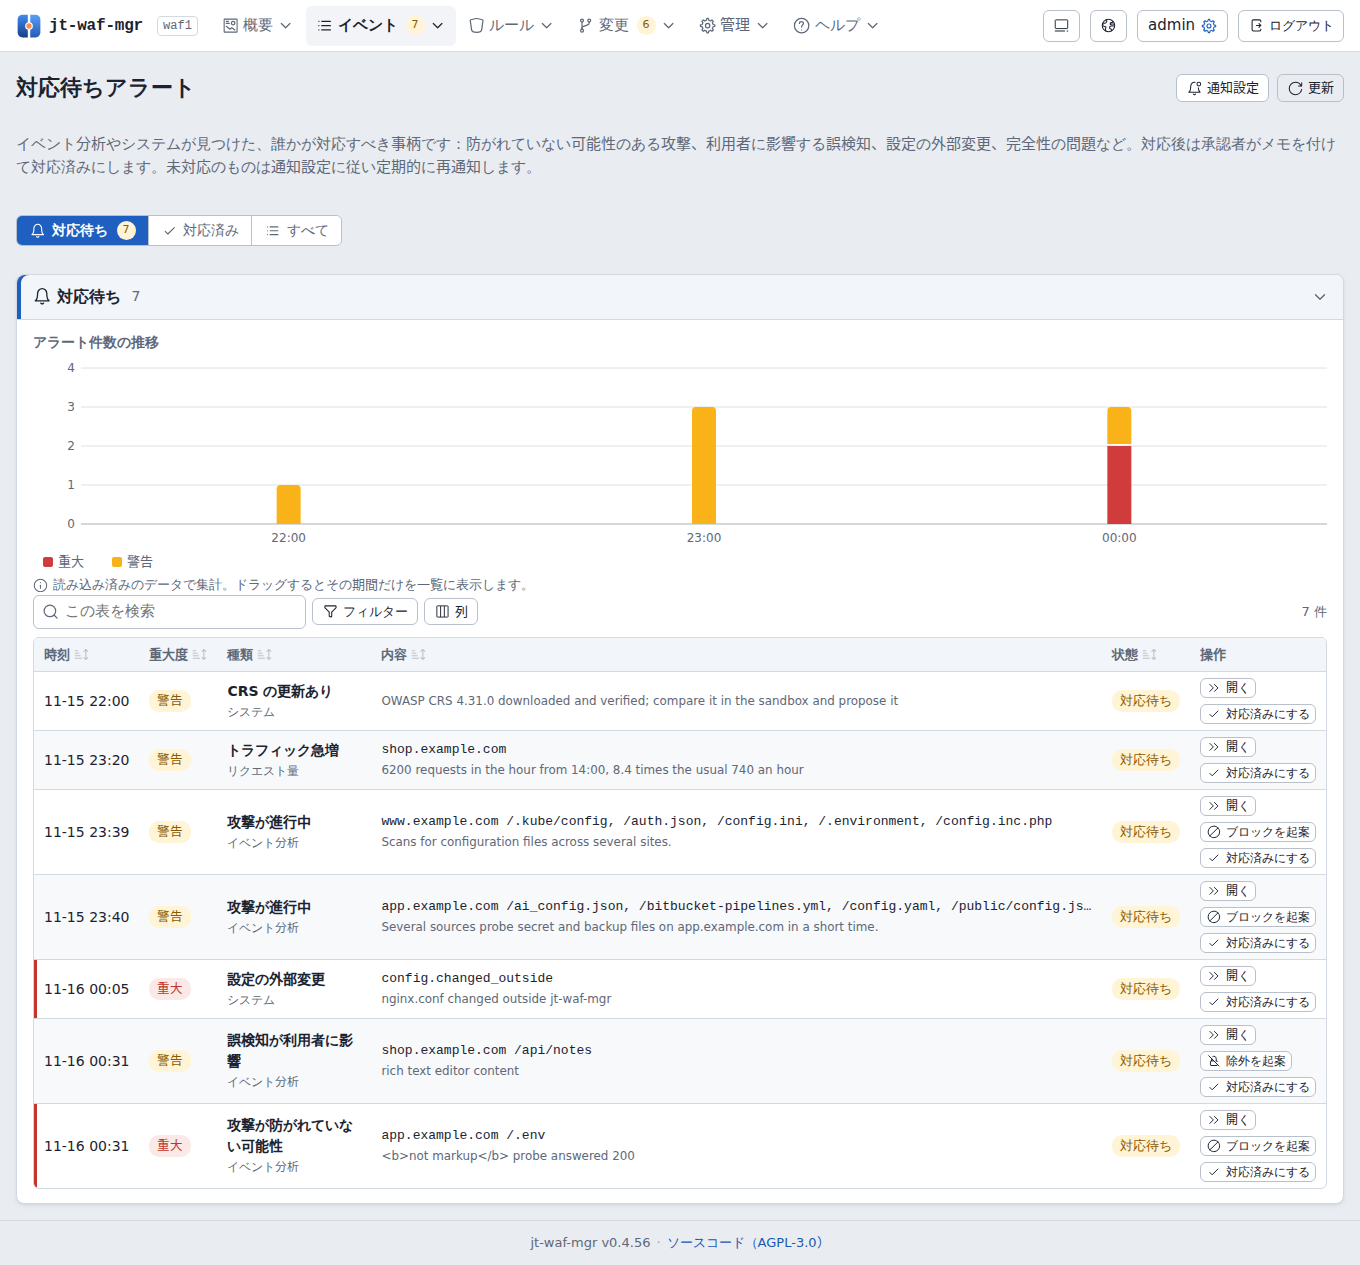 jt-waf-mgr waf1 概要 イベント 7 ルール 変更 6 管理 ヘルプ admin ログアウト
対応待ちアラート
通知設定 更新
イベント分析やシステムが見つけた、誰かが対応すべき事柄です：防がれていない可能性のある攻撃、利用者に影響する誤検知、設定の外部変更、完全性の問題など。対応後は承認者がメモを付け
て対応済みにします。未対応のものは通知設定に従い定期的に再通知します。
対応待ち 7 対応済み すべて
対応待ち 7
アラート件数の推移
4
3
2
1
0
22:00 23:00 00:00
重大 警告
読み込み済みのデータで集計。ドラッグするとその期間だけを一覧に表示します。
この表を検索 フィルター 列 7 件
時刻 重大度 種類 内容 状態 操作
11-15 22:00 警告 CRS の更新あり システム OWASP CRS 4.31.0 downloaded and verified; compare it in the sandbox and propose it 対応待ち 開く 対応済みにする
11-15 23:20 警告 トラフィック急増 リクエスト量 shop.example.com 6200 requests in the hour from 14:00, 8.4 times the usual 740 an hour 対応待ち 開く 対応済みにする
11-15 23:39 警告 攻撃が進行中 イベント分析 www.example.com /.kube/config, /auth.json, /config.ini, /.environment, /config.inc.php Scans for configuration files across several sites. 対応待ち 開く ブロックを起案 対応済みにする
11-15 23:40 警告 攻撃が進行中 イベント分析 app.example.com /ai_config.json, /bitbucket-pipelines.yml, /config.yaml, /public/config.js… Several sources probe secret and backup files on app.example.com in a short time. 対応待ち 開く ブロックを起案 対応済みにする
11-16 00:05 重大 設定の外部変更 システム config.changed_outside nginx.conf changed outside jt-waf-mgr 対応待ち 開く 対応済みにする
11-16 00:31 警告 誤検知が利用者に影響 イベント分析 shop.example.com /api/notes rich text editor content 対応待ち 開く 除外を起案 対応済みにする
11-16 00:31 重大 攻撃が防がれていない可能性 イベント分析 app.example.com /.env <b>not markup</b> probe answered 200 対応待ち 開く ブロックを起案 対応済みにする
jt-waf-mgr v0.4.56 · ソースコード（AGPL-3.0）